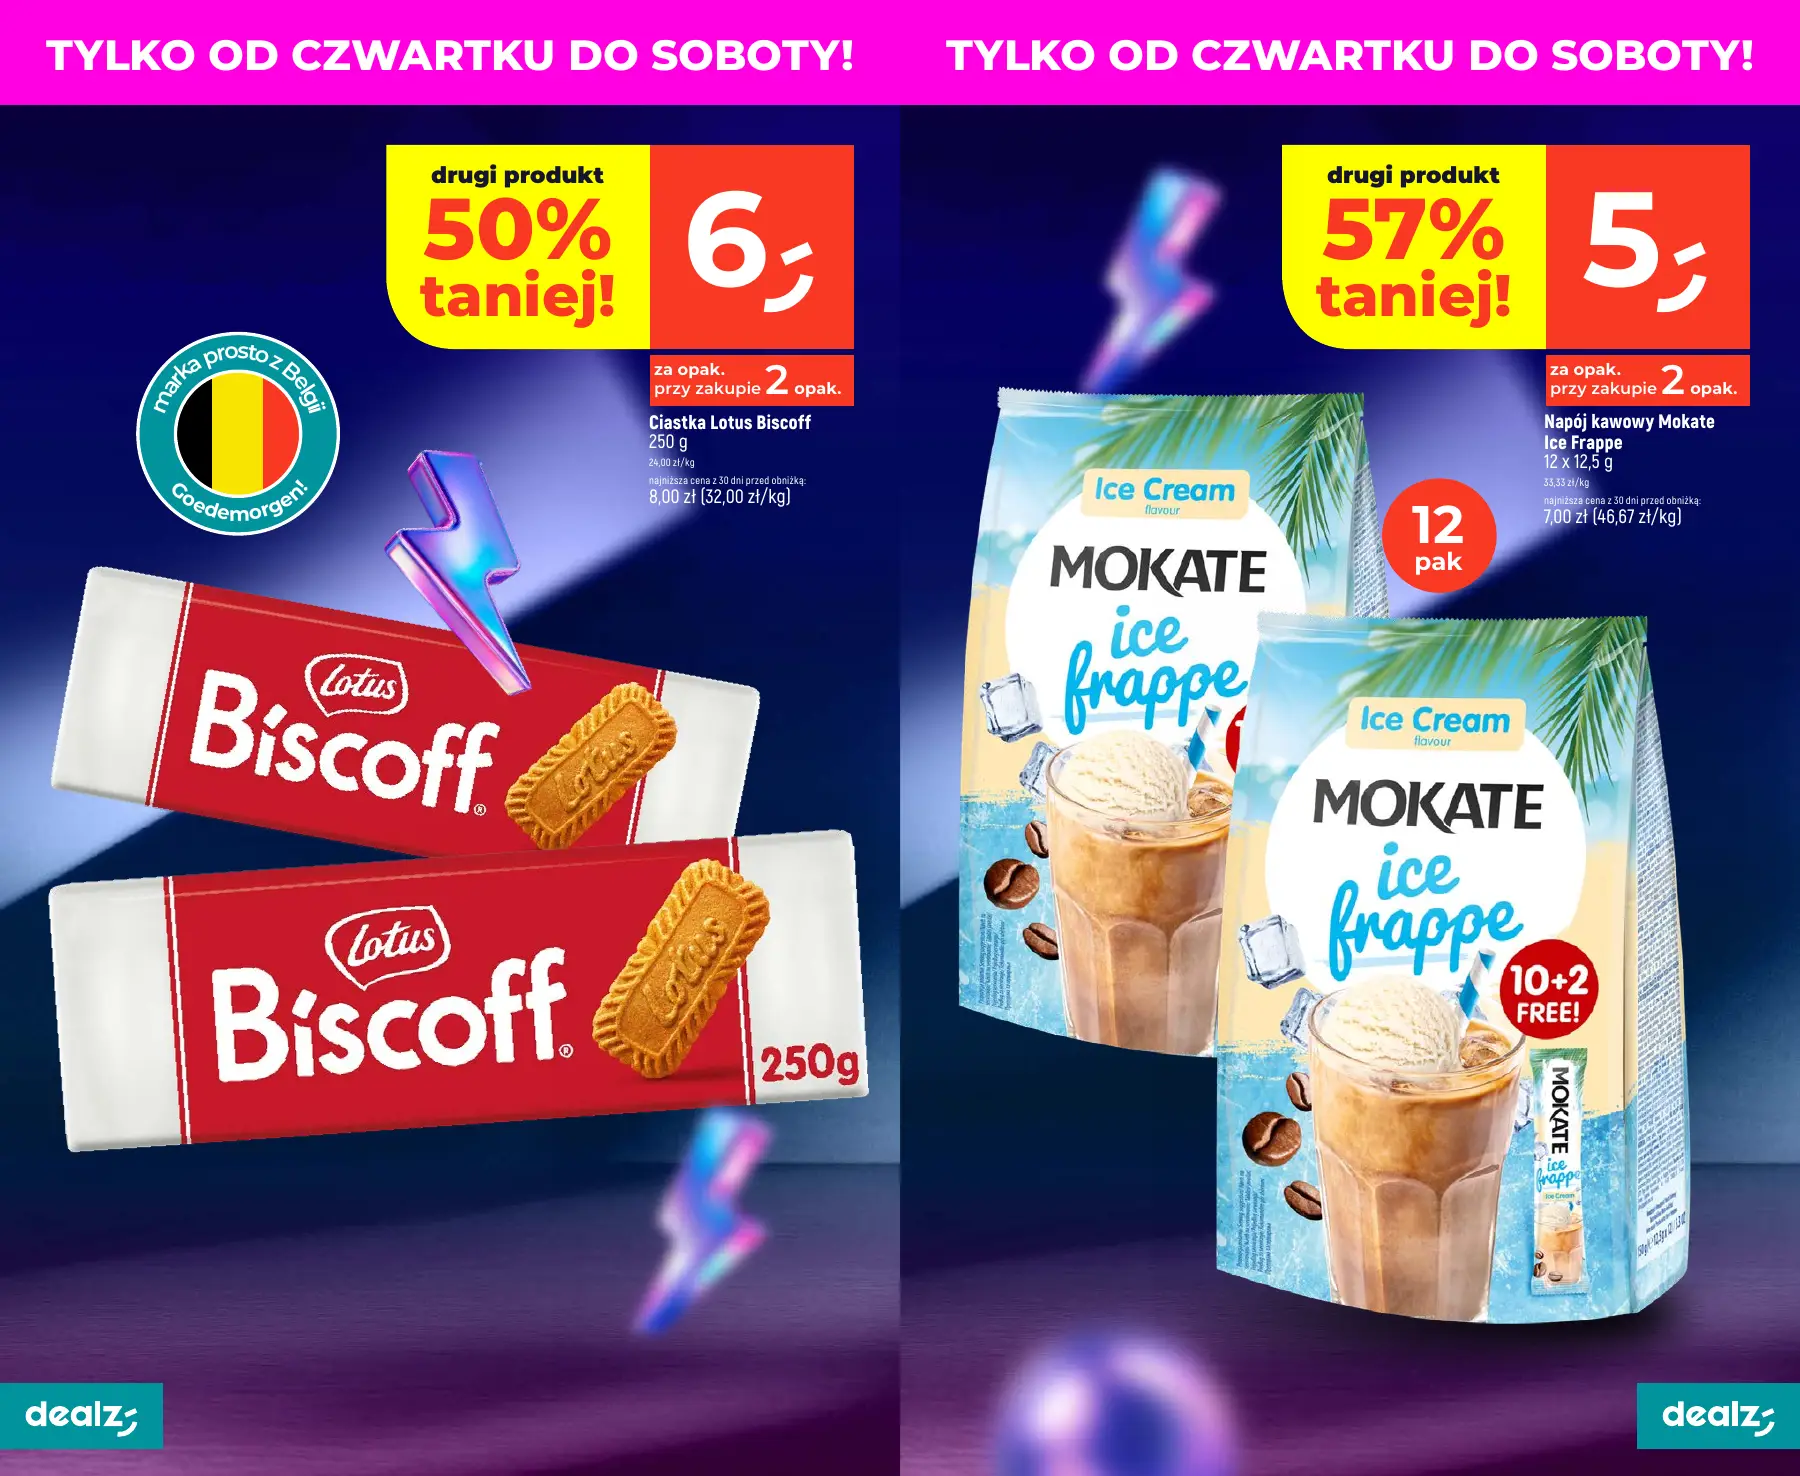 TYLKO OD CZWARTKU DO SOBOTY!
drugi produkt
50%
taniej!
6,-
za opak.
przy zakupie 2 opak.
Ciastka Lotus Biscoff
250 g
24,00 zł/kg
najniższa cena z 30 dni przed obniżką:
8,00 zł (32,00 zł/kg)
marka prosto z Belgii
Goedemorgen!
Lotus
Biscoff®
Lotus
Lotus
Biscoff®
Lotus
250g
dealz
TYLKO OD CZWARTKU DO SOBOTY!
drugi produkt
57%
taniej!
5,-
za opak.
przy zakupie 2 opak.
Napój kawowy Mokate
Ice Frappe
12 x 12,5 g
33,33 zł/kg
najniższa cena z 30 dni przed obniżką:
7,00 zł (46,67 zł/kg)
12
pak
Ice Cream
flavour
MOKATE
ice
frappe
Ice Cream
flavour
MOKATE
ice
frappe
10+2
FREE!
MOKATE
ice
frappe
Ice Cream
dealz